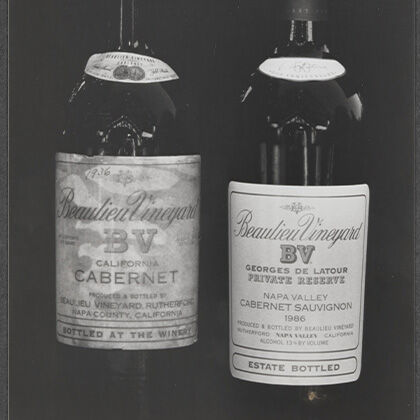 BEAULIEU VINEYARD
1936
Beaulieu Vineyard
BV
CALIFORNIA
CABERNET
PRODUCED & BOTTLED BY
BEAULIEU VINEYARD, RUTHERFORD
NAPA COUNTY, CALIFORNIA
BOTTLED AT THE WINERY
Beaulieu Vineyard
BV
GEORGES DE LATOUR
PRIVATE RESERVE
NAPA VALLEY
CABERNET SAUVIGNON
1986
PRODUCED & BOTTLED BY BEAULIEU VINEYARD
RUTHERFORD NAPA VALLEY CALIFORNIA
ALCOHOL 13% BY VOLUME
ESTATE BOTTLED